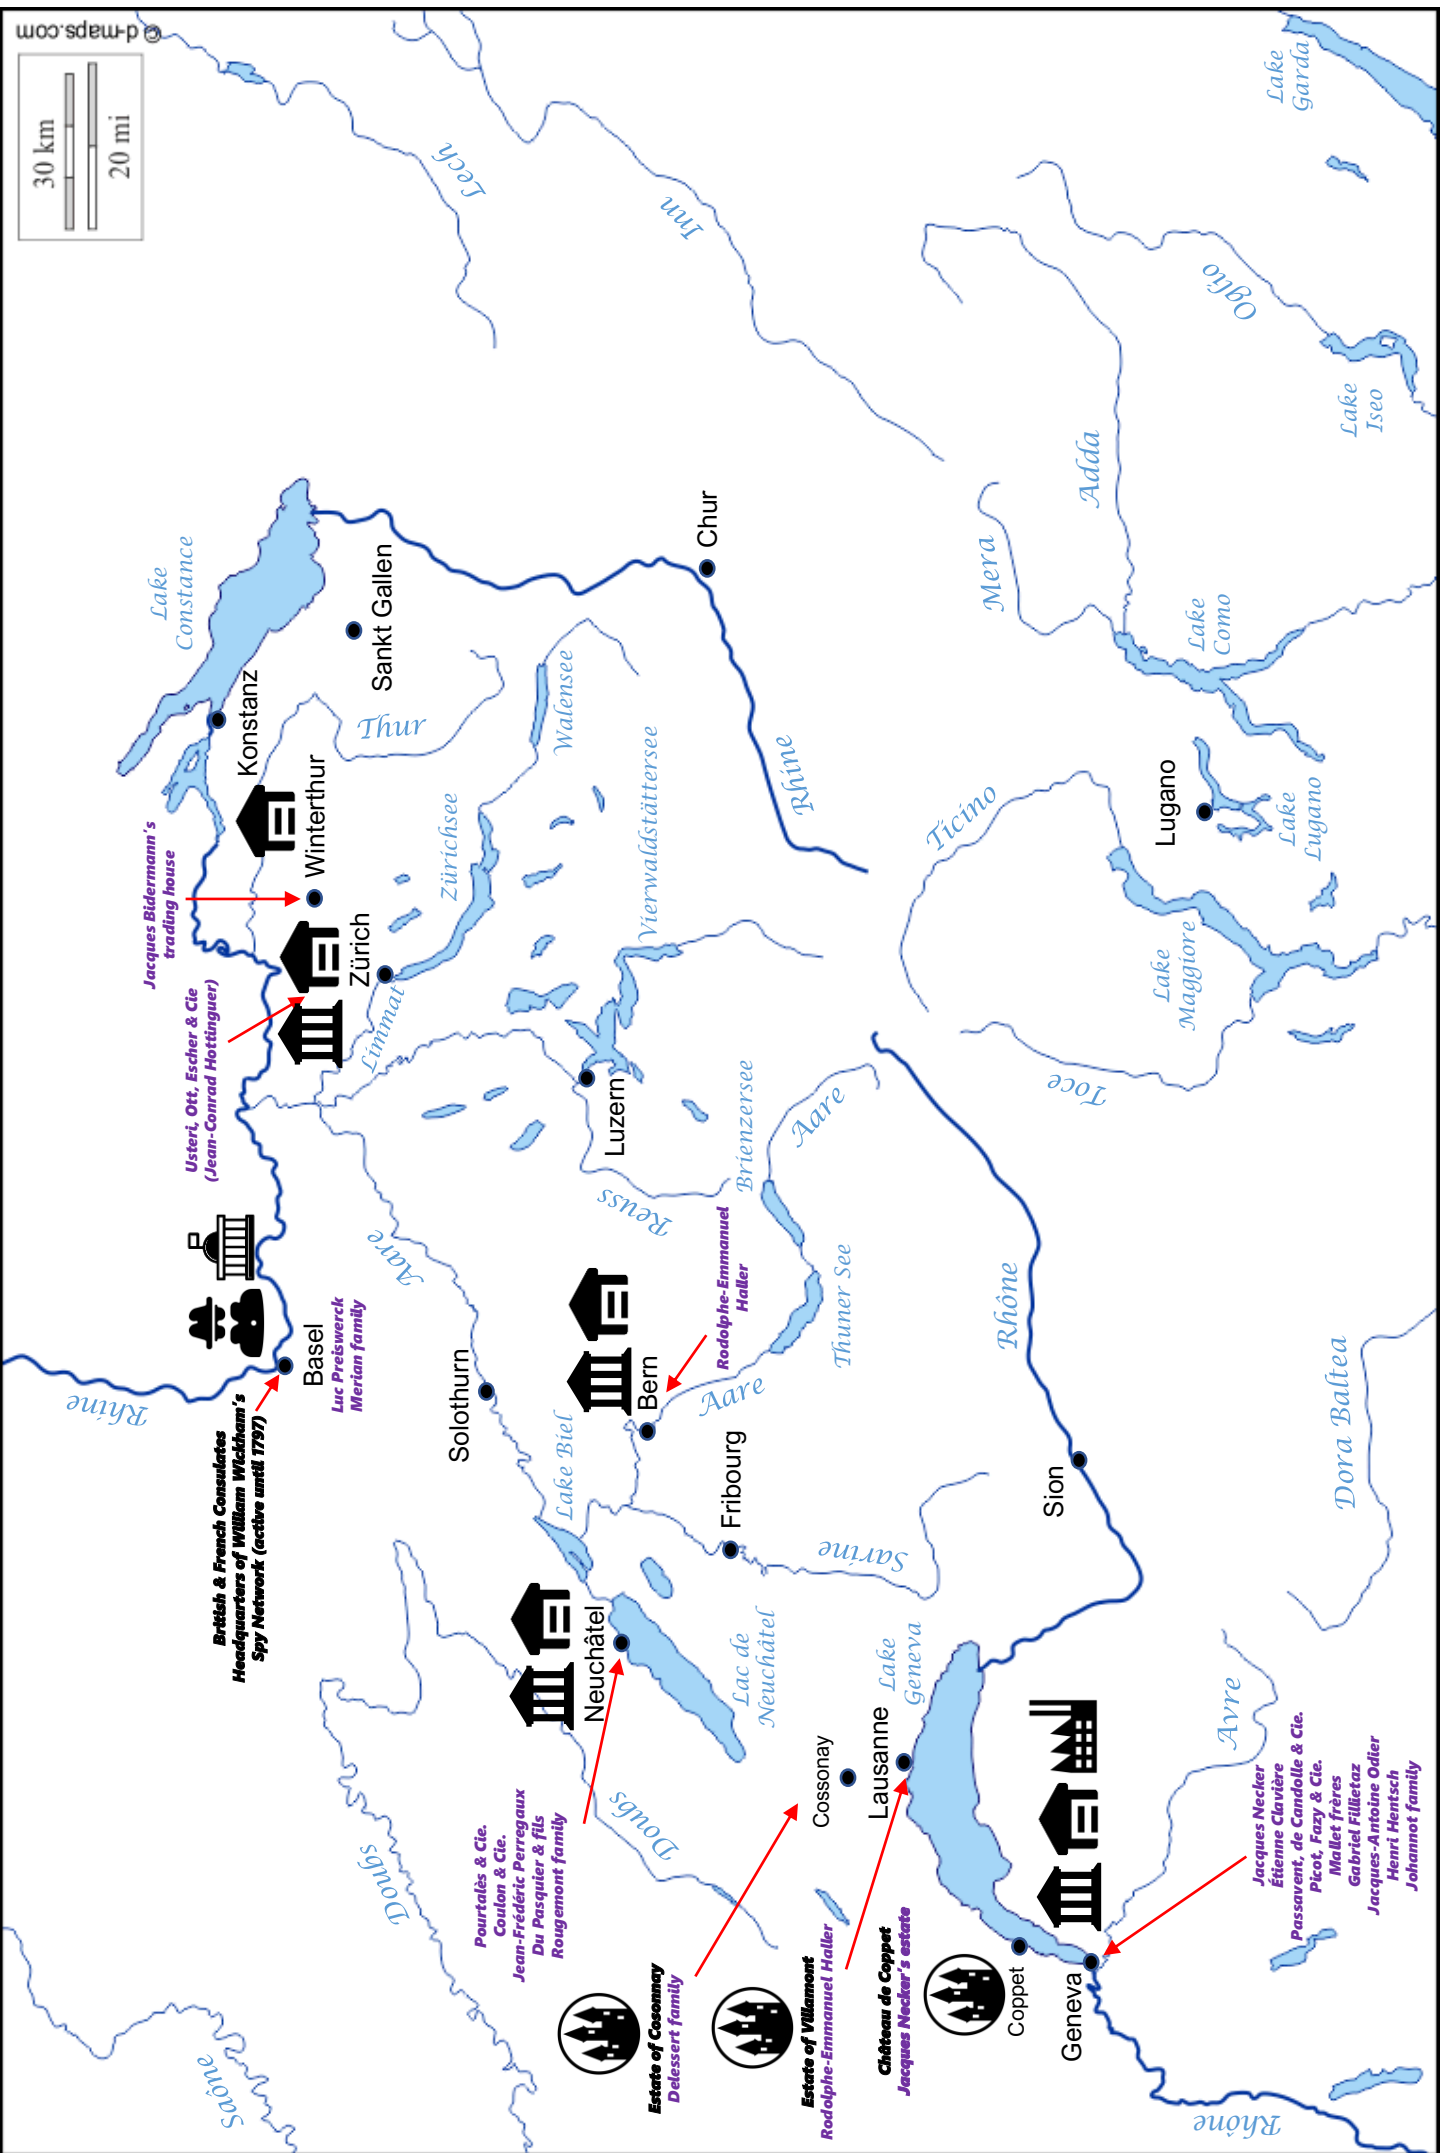 © d-maps.com
30 km
20 mi
Lech
Inn
Lake
Garda
Oglio
Lake
Iseo
Adda
Mera
Lake
Como
Lake
Constance
Konstanz
Sankt Gallen
Chur
Thur
Walensee
Rhine
Ticino
Lugano
Lake
Lugano
Lake
Maggiore
Toce
Jacques Bidermann's
trading house
Winterthur
Zürich
Zürichsee
Vierwaldstättersee
Usteri, Ott, Escher & Cie
(Jean-Conrad Hottinguer)
Limmat
Luzern
Reuss
Brienzersee
Aare
Aare
Thuner See
Rhône
Basel
Luc Preiswerck
Merian family
Rhine
British & French Consulates
Headquarters of William Wickham's
Spy Network (active until 1797)
Solothurn
Bern
Rodolphe-Emmanuel
Haller
Aare
Lake Biel
Fribourg
Sarine
Sion
Dora Baltea
Neuchâtel
Lac de
Neuchâtel
Lake
Geneva
Cossonay
Lausanne
Avre
Doubs
Doubs
Pourtalès & Cie.
Coulon & Cie.
Jean-Frédéric Perregaux
Du Pasquier & fils
Rougemont family
Estate of Cosonnay
Delessert family
Estate of Villamont
Rodolphe-Emmanuel Haller
Château de Coppet
Jacques Necker's estate
Coppet
Geneva
Jacques Necker
Étienne Clavière
Passavent, de Candolle & Cie.
Picot, Fazy & Cie.
Mallet frères
Gabriel Fillietaz
Jacques-Antoine Odier
Henri Hentsch
Johannot family
Saône
Rhône